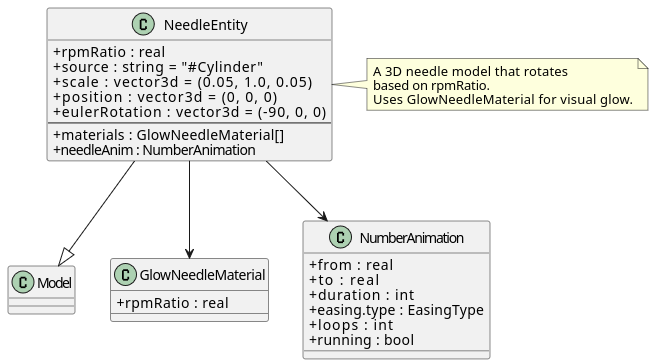 C NeedleEntity
+rpmRatio : real
+source : string = "#Cylinder"
+scale : vector3d = (0.05, 1.0, 0.05)
+position : vector3d = (0, 0, 0)
+eulerRotation : vector3d = (-90, 0, 0)
+materials : GlowNeedleMaterial[]
+needleAnim : NumberAnimation
A 3D needle model that rotates
based on rpmRatio.
Uses GlowNeedleMaterial for visual glow.
C Model
C GlowNeedleMaterial
+rpmRatio : real
C NumberAnimation
+from : real
+to : real
+duration : int
+easing.type : EasingType
+loops : int
+running : bool